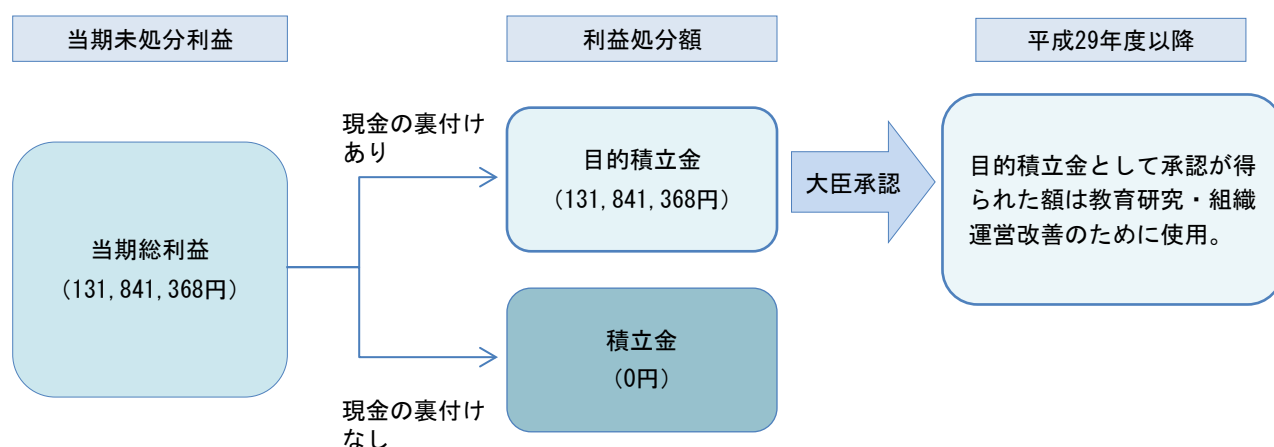 当期未処分利益
利益処分額
平成29年度以降
当期総利益
(131,841,368円)
現金の裏付け
あり
目的積立金
(131,841,368円)
大臣承認
目的積立金として承認が得
られた額は教育研究・組織
運営改善のために使用。
積立金
(0円)
現金の裏付け
なし